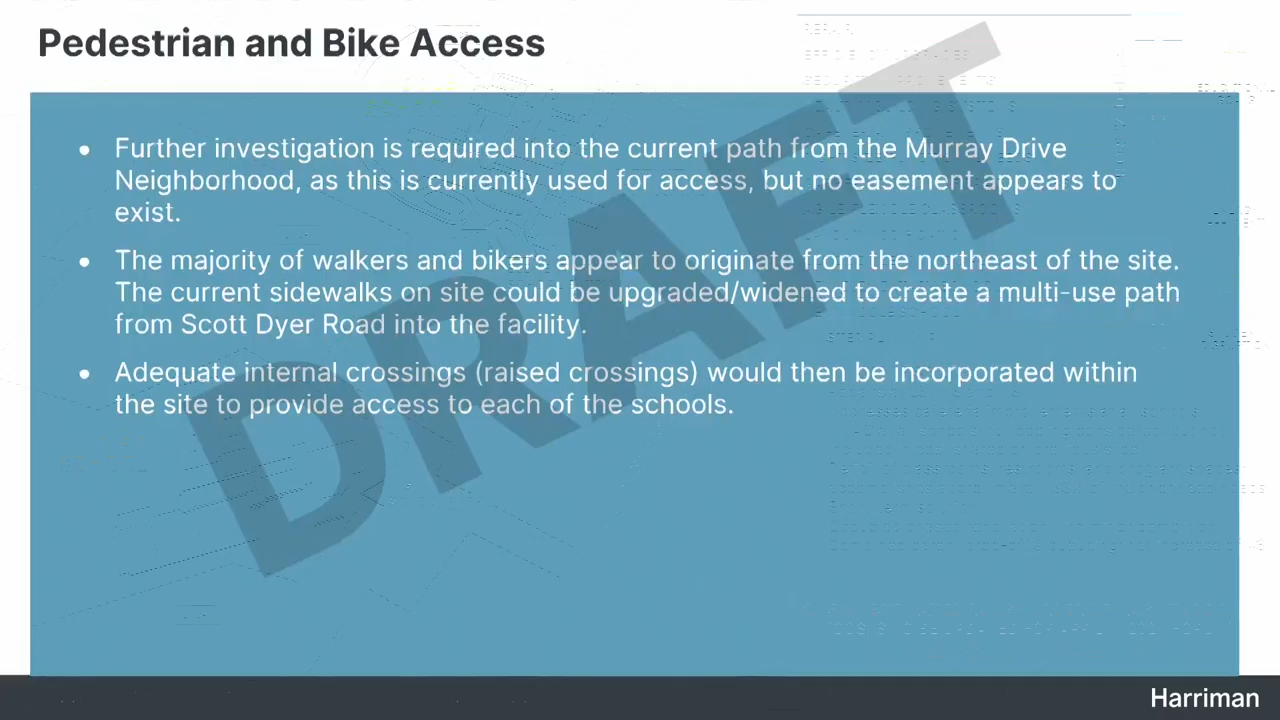 Pedestrian and Bike Access
• Further investigation is required into the current path from the Murray Drive
Neighborhood, as this is currently used for access, but no easement appears to
exist.
• The majority of walkers and bikers appear to originate from the northeast of the site.
The current sidewalks on site could be upgraded/widened to create a multi-use path
from Scott Dyer Road into the facility.
• Adequate internal crossings (raised crossings) would then be incorporated within
the site to provide access to each of the schools.
DRAFT
Harriman